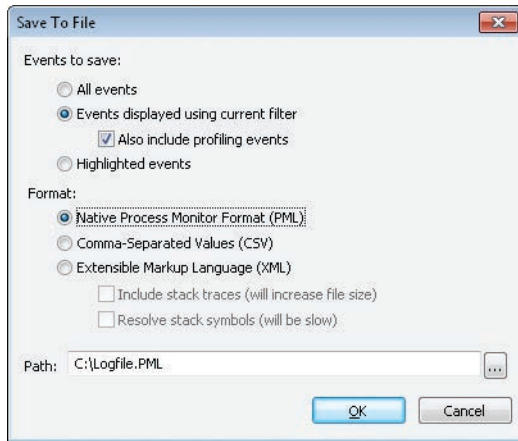 Save To File
Events to save:
All events
Events displayed using current filter
Also include profiling events
Highlighted events
Format:
Native Process Monitor Format (PML)
Comma-Separated Values (CSV)
Extensible Markup Language (XML)
Include stack traces (will increase file size)
Resolve stack symbols (will be slow)
Path: C:\Logfile.PML ...
OK Cancel